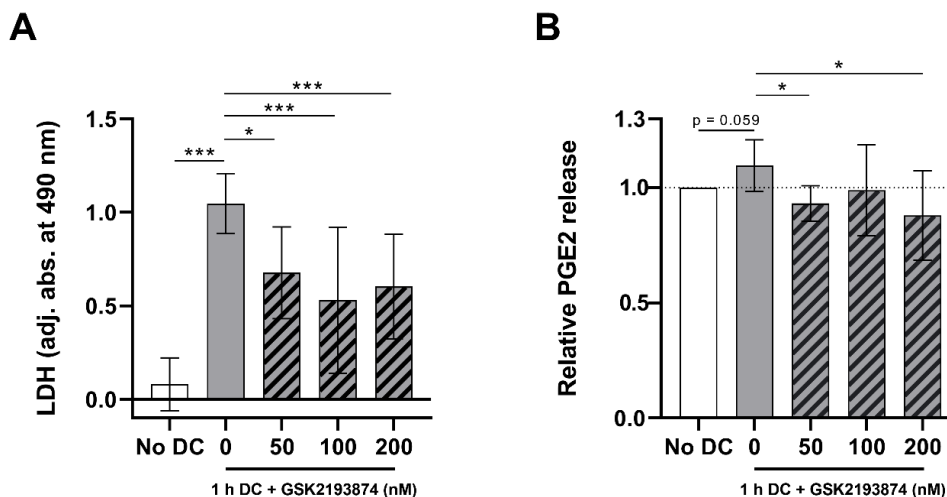 A
LDH (adj. abs. at 490 nm)
1.5
1.0
0.5
0.0
***
***
*
***
No DC 0 50 100 200
1 h DC + GSK2193874 (nM)
B
Relative PGE2 release
1.3
1.0
0.5
0.0
*
*
p = 0.059
No DC 0 50 100 200
1 h DC + GSK2193874 (nM)